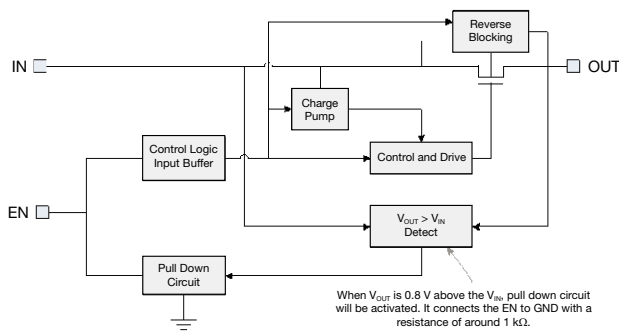 Reverse
Blocking
IN
OUT
Charge
Pump
Control Logic
Input Buffer
Control and Drive
EN
VOUT > VIN
Detect
Pull Down
Circuit
When VOUT is 0.8 V above the VIN, pull down circuit
will be activated. It connects the EN to GND with a
resistance of around 1 kΩ.